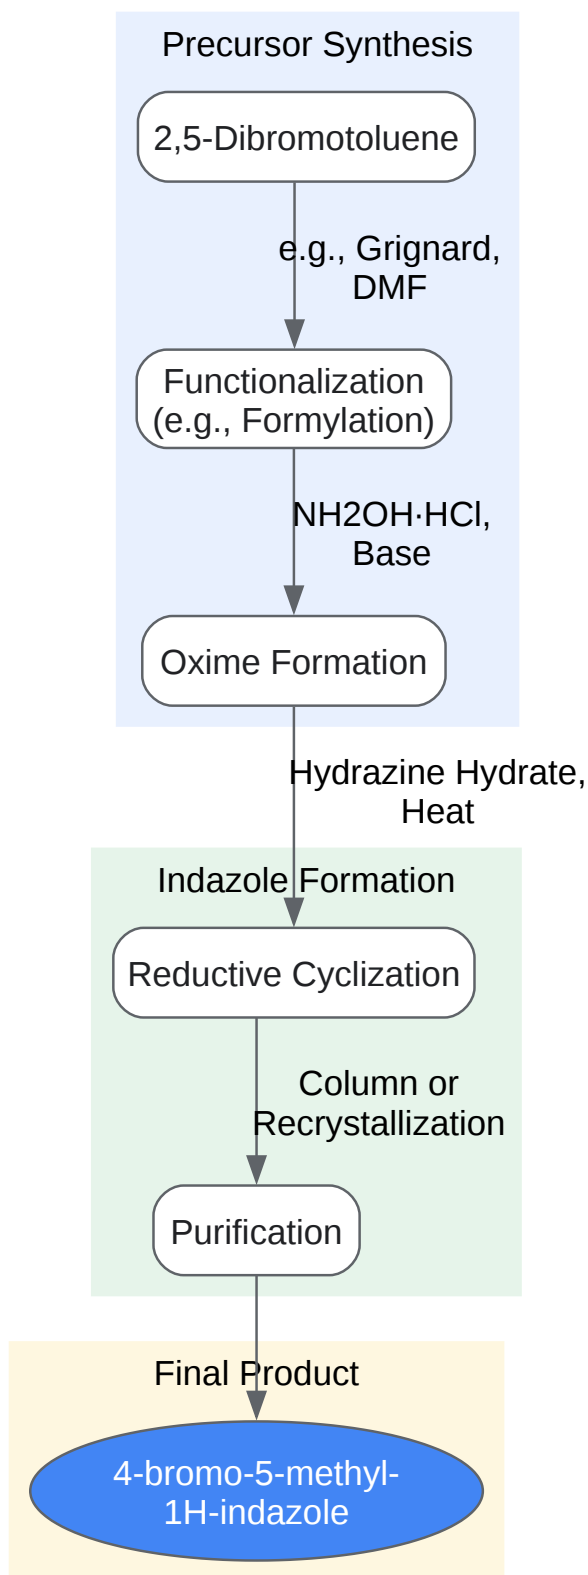 Precursor Synthesis
2,5-Dibromotoluene
e.g., Grignard,
DMF
Functionalization
(e.g., Formylation)
NH2OH·HCl,
Base
Oxime Formation
Hydrazine Hydrate,
Heat
Indazole Formation
Reductive Cyclization
Column or
Recrystallization
Purification
Final Product
4-bromo-5-methyl-
1H-indazole